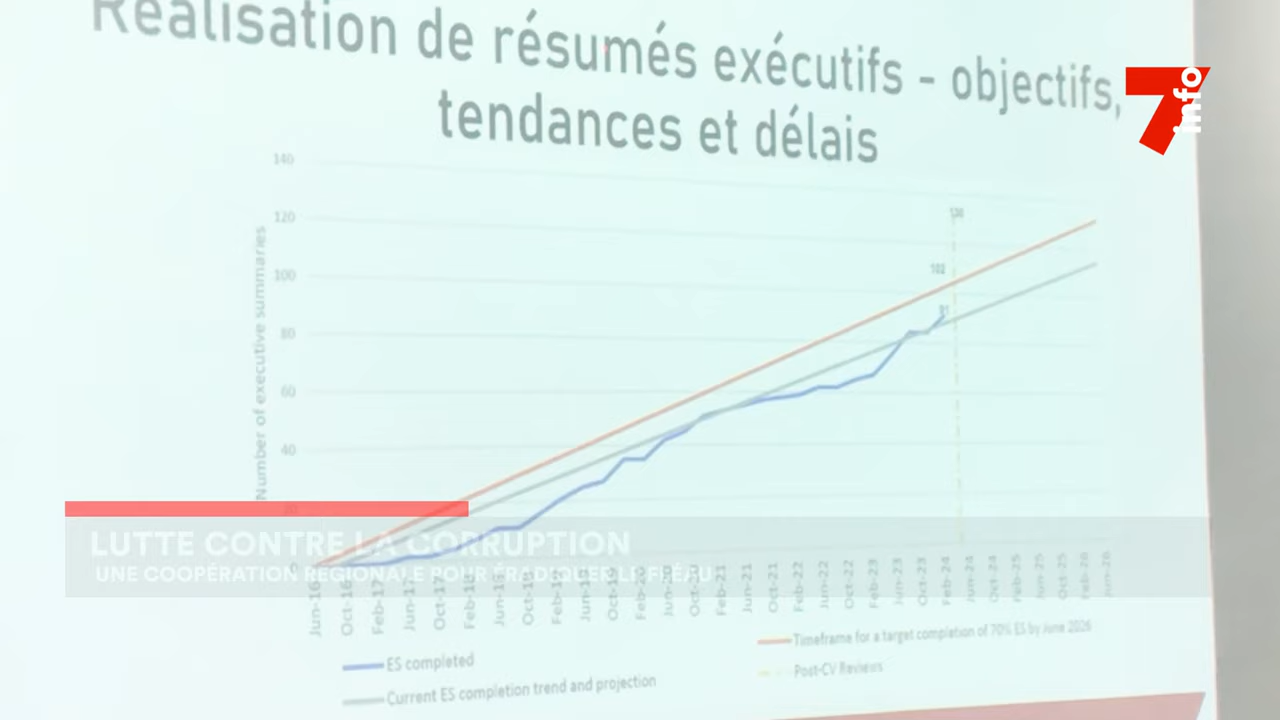 Réalisation de résumés exécutifs - objectifs,
tendances et délais
7 info
140
120
100
80
60
40
20
0
Number of executive summaries
130
102
91
Jun-16
Oct-16
Feb-17
Jun-17
Oct-17
Feb-18
Jun-18
Oct-18
Feb-19
Jun-19
Oct-19
Feb-20
Jun-20
Oct-20
Feb-21
Jun-21
Oct-21
Feb-22
Jun-22
Oct-22
Feb-23
Jun-23
Oct-23
Feb-24
Jun-24
Oct-24
Feb-25
Jun-25
Oct-25
Feb-26
Jun-26
LUTTE CONTRE LA CORRUPTION
UNE COOPÉRATION RÉGIONALE POUR ÉRADIQUER LE FLÉAU
ES completed
Timeframe for a target completion of 70% ES by June 2026
Current ES completion trend and projection
Post-CV Reviews